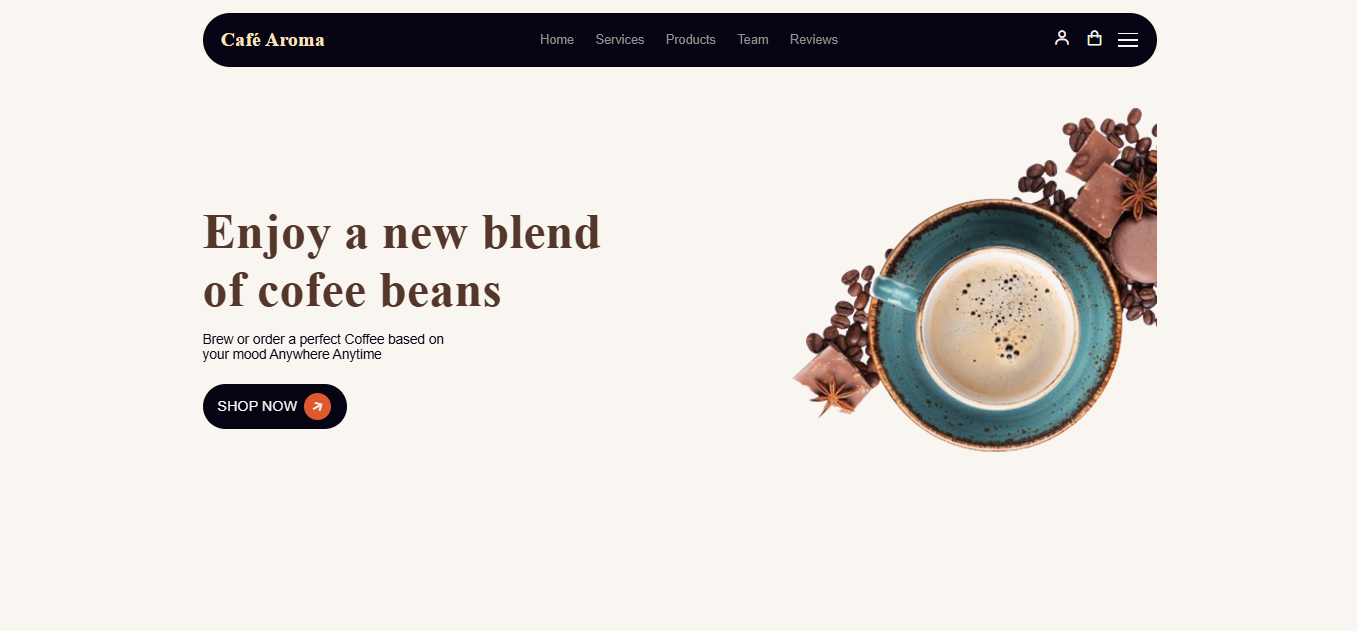 Café Aroma
Home Services Products Team Reviews
Enjoy a new blend
of cofee beans
Brew or order a perfect Coffee based on
your mood Anywhere Anytime
SHOP NOW